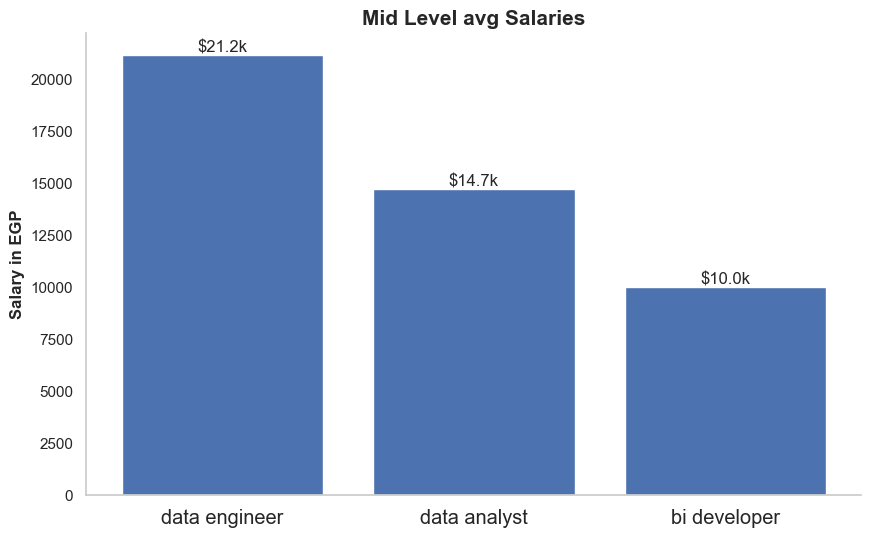 Mid Level avg Salaries
Salary in EGP
20000
17500
15000
12500
10000
7500
5000
2500
0
$21.2k
$14.7k
$10.0k
data engineer
data analyst
bi developer